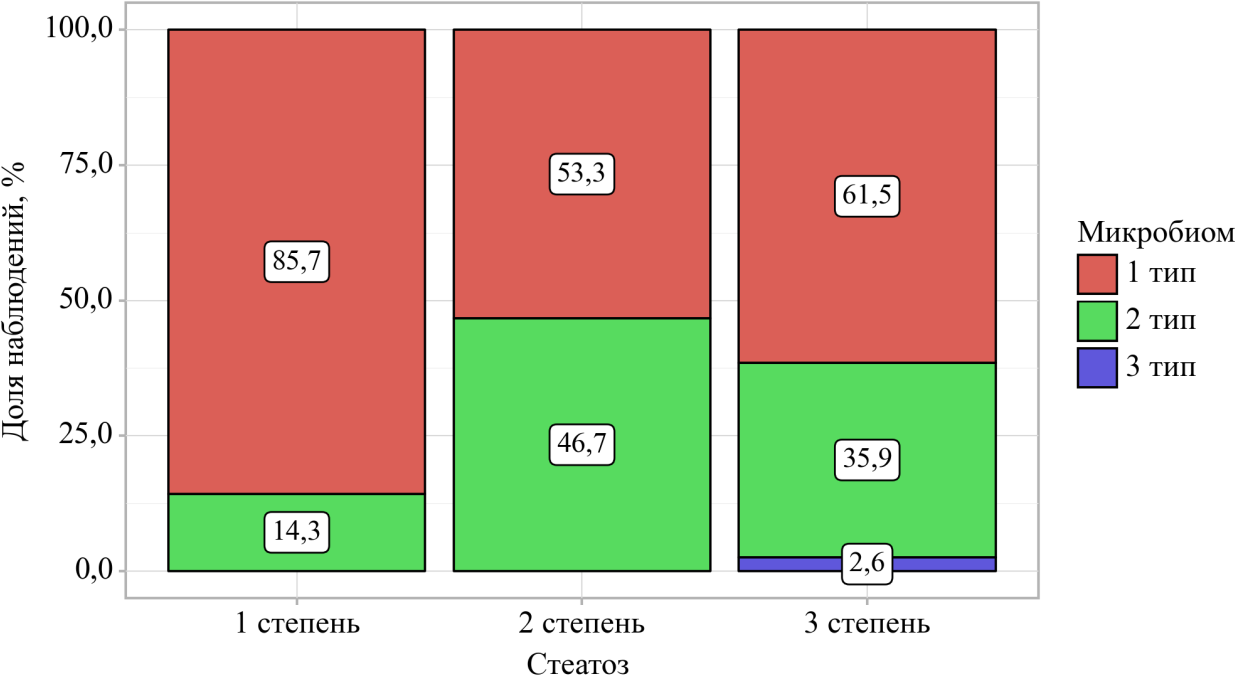 Доля наблюдений, %
100,0
75,0
50,0
25,0
0,0
85,7
14,3
53,3
46,7
61,5
35,9
2,6
1 степень
2 степень
3 степень
Стеатоз
Микробиом
1 тип
2 тип
3 тип